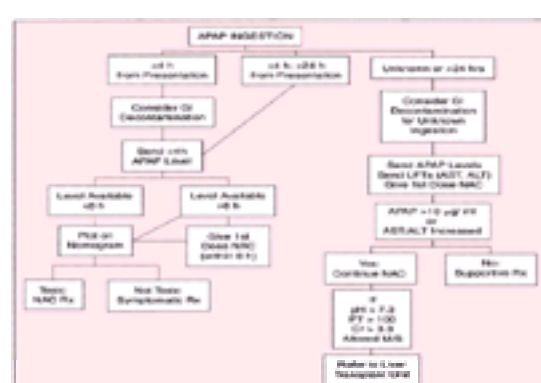 APAP INGESTION
<4 h
from Presentation
>4 h, <24 h
from Presentation
Unknown or >24 hrs
Consider GI
Decontamination
Consider GI
Decontamination
for Unknown
Ingestion
Send >4h
APAP Level
Send APAP Levels
Send LFTs (AST, ALT)
Give 1st Dose NAC
Level Available
<8 h
Level Available
>8 h
Plot on
Nomogram
Give 1st
Dose NAC
(within 8 h)
APAP >10 µg/ml
or
AST/ALT Increased
Toxic:
NAC Rx
Not Toxic:
Symptomatic Rx
Yes:
Continue NAC
No:
Supportive Rx
If
pH < 7.3
PT > 100
Cr >
Altered
Refer to Liver
Transplant Unit